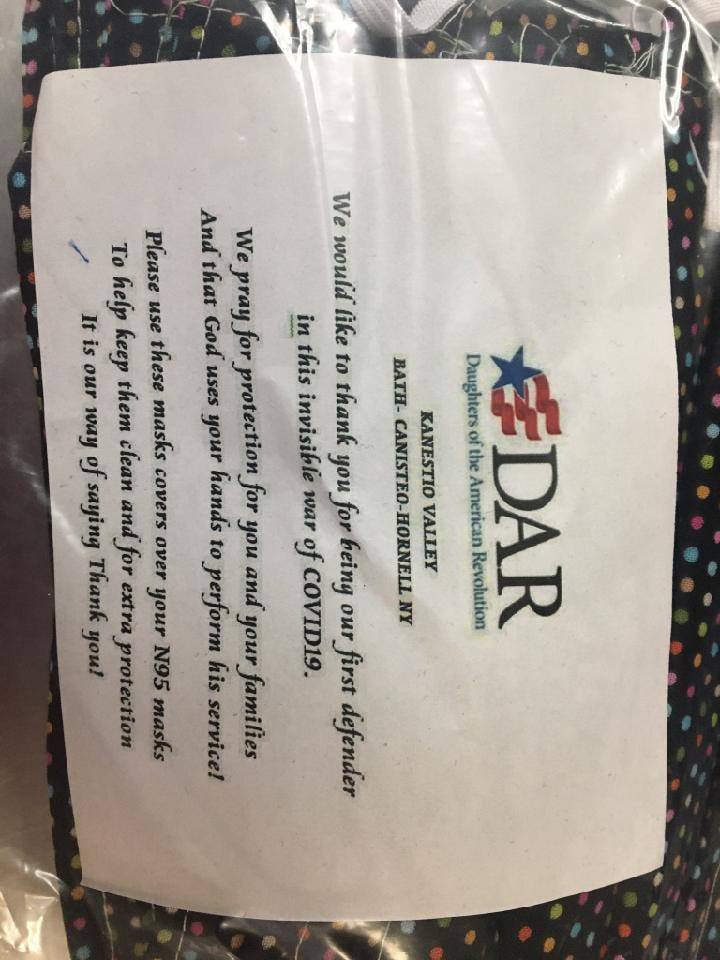 DAR
Daughters of the American Revolution
KANESTIO VALLEY
BATH- CANISTEO-HORNELL NY
We would like to thank you for being our first defender
in this invisible war of COVID19.
We pray for protection for you and your families
And that God uses your hands to perform his service!
Please use these masks covers over your N95 masks
To help keep them clean and for extra protection
It is our way of saying Thank you!